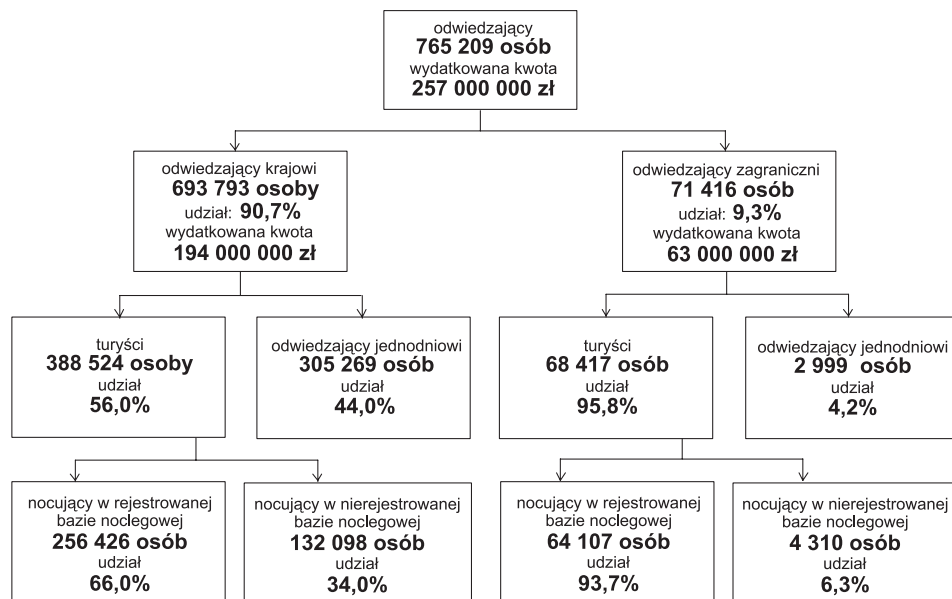 odwiedzający
765 209 osób
wydatkowana kwota
257 000 000 zł
odwiedzający krajowi
693 793 osoby
udział: 90,7%
wydatkowana kwota
194 000 000 zł
odwiedzający zagraniczni
71 416 osób
udział: 9,3%
wydatkowana kwota
63 000 000 zł
turyści
388 524 osoby
udział
56,0%
odwiedzający jednodniowi
305 269 osób
udział
44,0%
turyści
68 417 osób
udział
95,8%
odwiedzający jednodniowi
2 999 osób
udział
4,2%
nocujący w rejestrowanej
bazie noclegowej
256 426 osób
udział
66,0%
nocujący w nierejestrowanej
bazie noclegowej
132 098 osób
udział
34,0%
nocujący w rejestrowanej
bazie noclegowej
64 107 osób
udział
93,7%
nocujący w nierejestrowanej
bazie noclegowej
4 310 osób
udział
6,3%